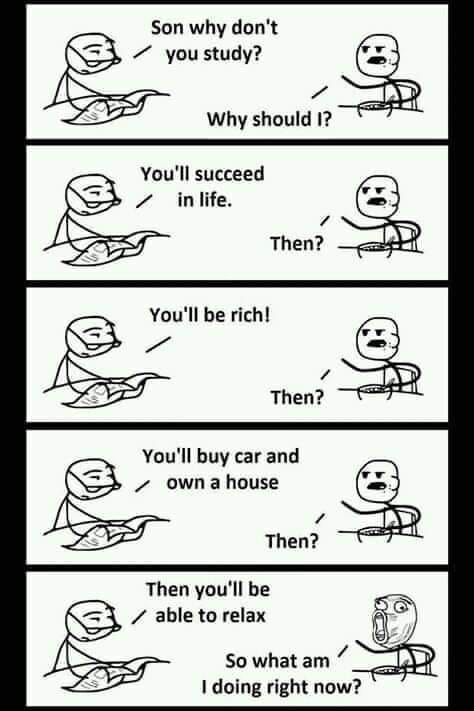 Son why don't
you study?
Why should I?
You'll succeed
in life.
Then?
You'll be rich!
Then?
You'll buy car and
own a house
Then?
Then you'll be
able to relax
So what am
I doing right now?